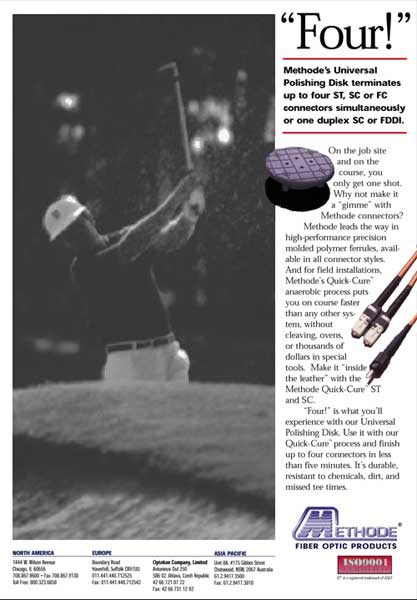 “Four!”
Methode's Universal
Polishing Disk terminates
up to four ST, SC or FC
connectors simultaneously
or one duplex SC or FDDI.
On the job site
and on the
course, you
only get one shot.
Why not make it
a “gimme” with
Methode connectors?
Methode leads the way in
high-performance precision
molded polymer ferrules, avail-
able in all connector styles.
And for field installations,
Methode's Quick-Cure™
anaerobic process puts
you on course faster
than any other sys-
tem, without
cleaving, ovens,
or thousands of
dollars in special
tools. Make it “inside
the leather” with the
Methode Quick-Cure™ ST
and SC.
“Four!” is what you'll
experience with our Universal
Polishing Disk. Use it with our
Quick-Cure™ process and finish
up to four connectors in less
than five minutes. It's durable,
resistant to chemicals, dirt, and
missed tee times.
METHODE®
FIBER OPTIC PRODUCTS
ISO9001
NORTH AMERICA
7444 W. Wilson Avenue
Chicago, IL 60656
708.867.9600 • Fax 708.867.9130
Toll Free: 800.323.6858
EUROPE
Boundary Road
Haverhill, Suffolk CB97UU
011.441.440.712525
Fax: 011.441.440.712542
Optokon Company, Limited
Antoninuv Dul 250
586 02 Jihlava, Czech Republic
42 66 721 07 22
Fax: 42 66 731 12 92
ASIA PACIFIC
Unit 8A, #175 Gibbes Street
Chatswood, NSW, 2067 Australia
61.2.9417.3500
Fax: 61.2.9417.3810
ST is a registered trademark of AT&T.